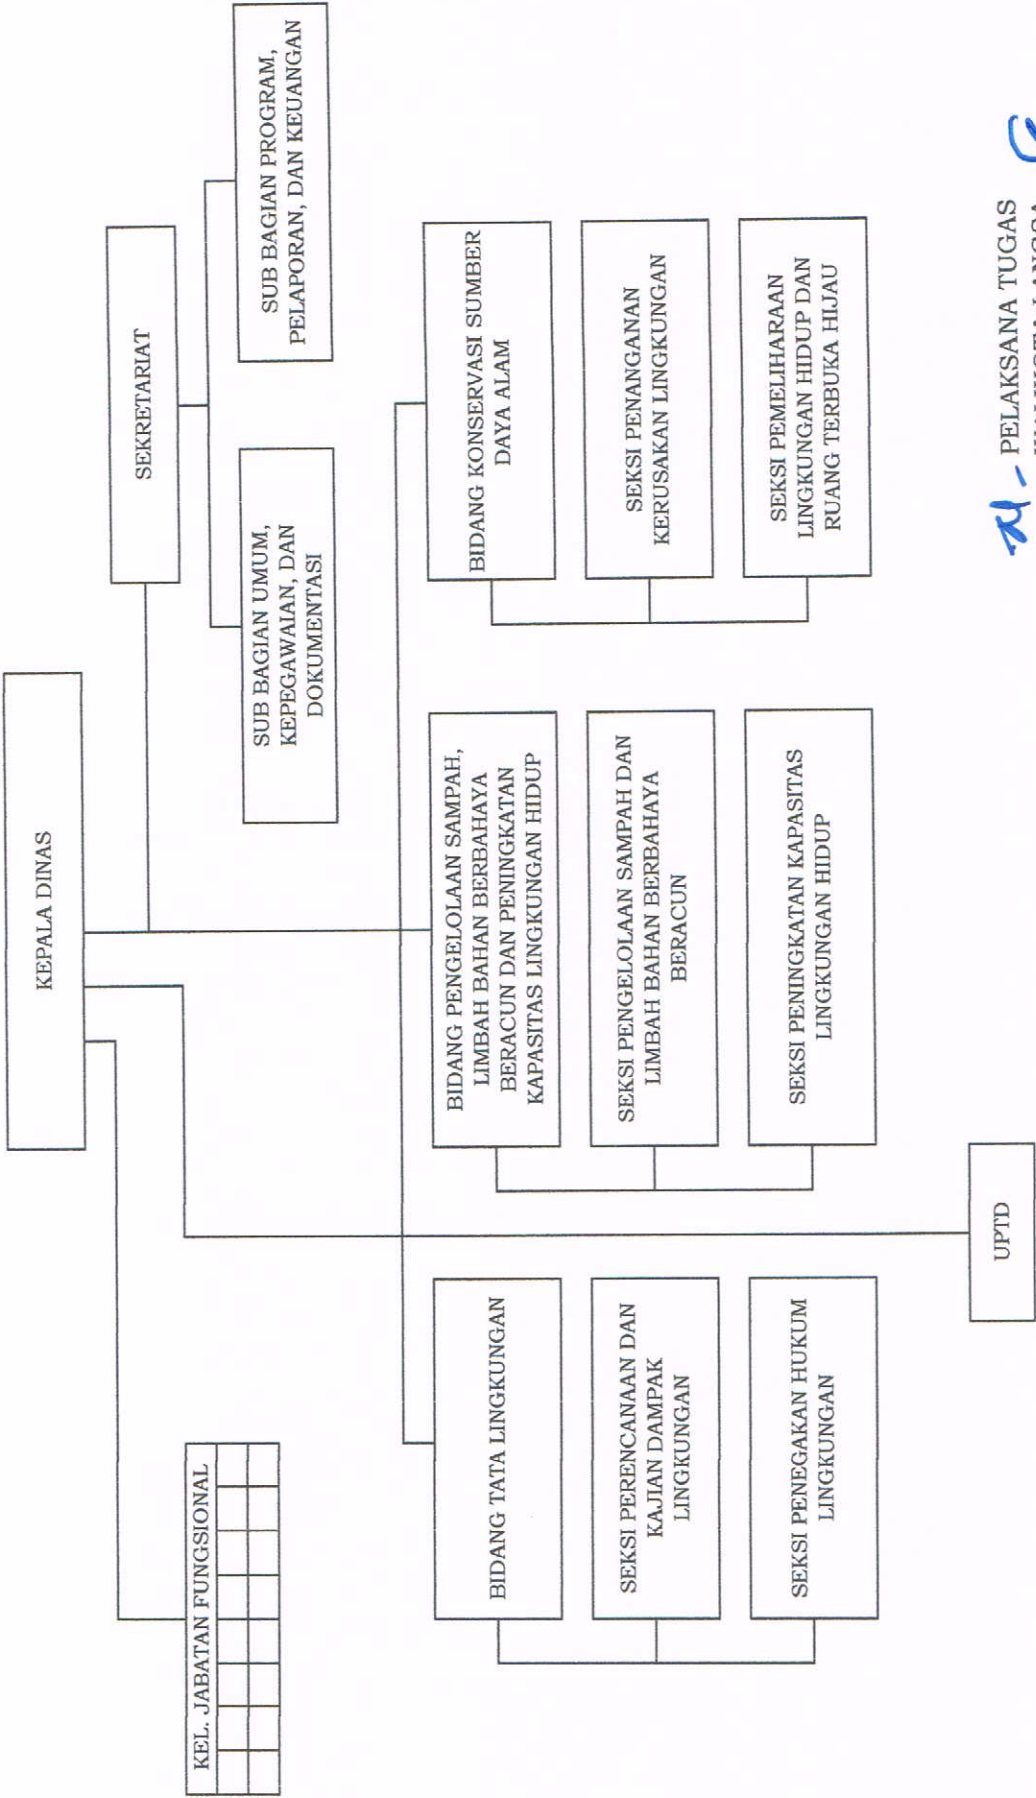 KEPALA DINAS
KEL. JABATAN FUNGSIONAL
SEKRETARIAT
SUB BAGIAN UMUM,
KEPEGAWAIAN, DAN
DOKUMENTASI
SUB BAGIAN PROGRAM,
PELAPORAN, DAN KEUANGAN
BIDANG TATA LINGKUNGAN
SEKSI PERENCANAAN DAN
KAJIAN DAMPAK
LINGKUNGAN
SEKSI PENEGAKAN HUKUM
LINGKUNGAN
BIDANG PENGELOLAAN SAMPAH,
LIMBAH BAHAN BERBAHAYA
BERACUN DAN PENINGKATAN
KAPASITAS LINGKUNGAN HIDUP
SEKSI PENGELOLAAN SAMPAH DAN
LIMBAH BAHAN BERBAHAYA
BERACUN
SEKSI PENINGKATAN KAPASITAS
LINGKUNGAN HIDUP
BIDANG KONSERVASI SUMBER
DAYA ALAM
SEKSI PENANGANAN
KERUSAKAN LINGKUNGAN
SEKSI PEMELIHARAAN
LINGKUNGAN HIDUP DAN
RUANG TERBUKA HIJAU
UPTD
PELAKSANA TUGAS